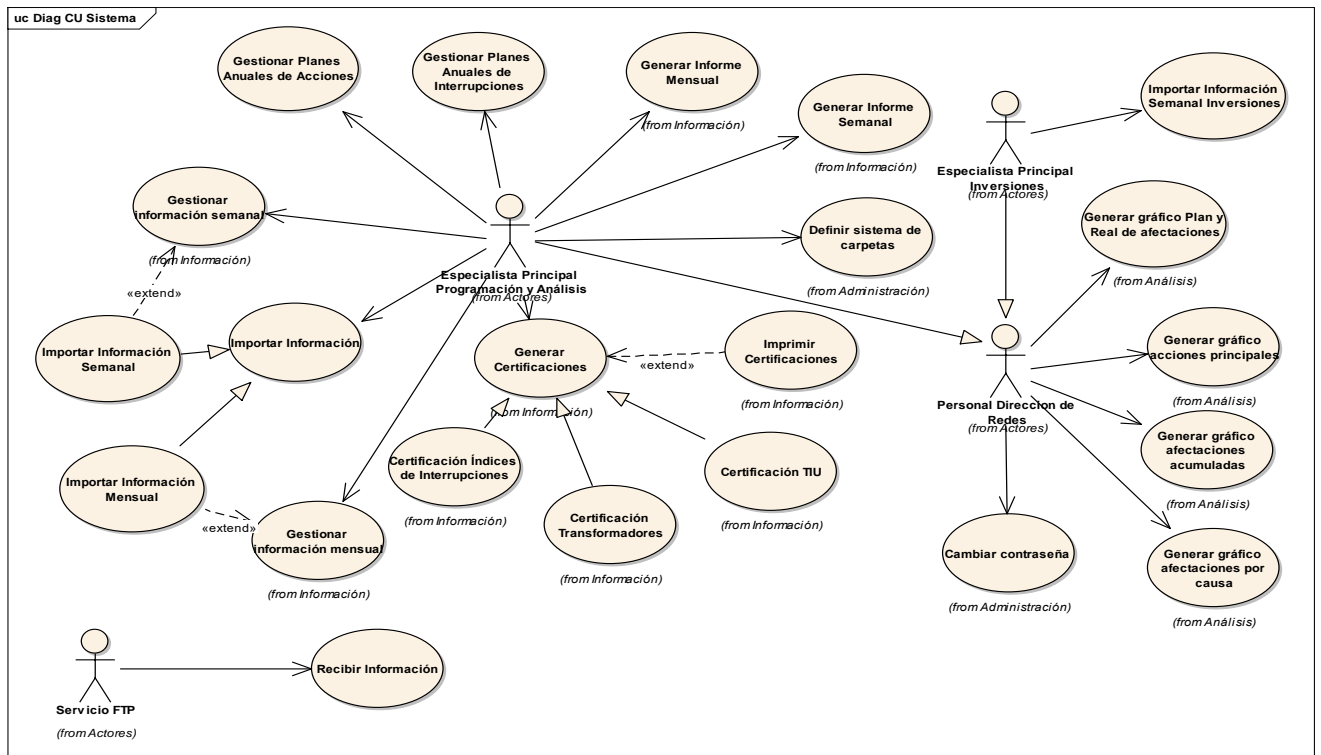 uc Diag CU Sistema
Gestionar Planes
Anuales de Acciones
Gestionar Planes
Anuales de
Interrupciones
Generar Informe
Mensual
(from Información)
Generar Informe
Semanal
(from Información)
Especialista Principal
Inversiones
(from Actores)
Importar Información
Semanal Inversiones
Gestionar
información semanal
(from Información)
Especialista Principal
Programación y Análisis
(from Actores)
Definir sistema de
carpetas
(from Administración)
Generar gráfico Plan y
Real de afectaciones
(from Análisis)
«extend»
Importar Información
Semanal
Importar Información
Generar
Certificaciones
(from Información)
«extend»
Imprimir
Certificaciones
(from Información)
Personal Direccion de
Redes
(from Actores)
Generar gráfico
acciones principales
(from Análisis)
Generar gráfico
afectaciones
acumuladas
(from Análisis)
Importar Información
Mensual
«extend»
Gestionar
información mensual
(from Información)
Certificación Índices
de Interrupciones
(from Información)
Certificación
Transformadores
(from Información)
Certificación TIU
(from Información)
Cambiar contraseña
(from Administración)
Generar gráfico
afectaciones por
causa
(from Análisis)
Servicio FTP
(from Actores)
Recibir Información